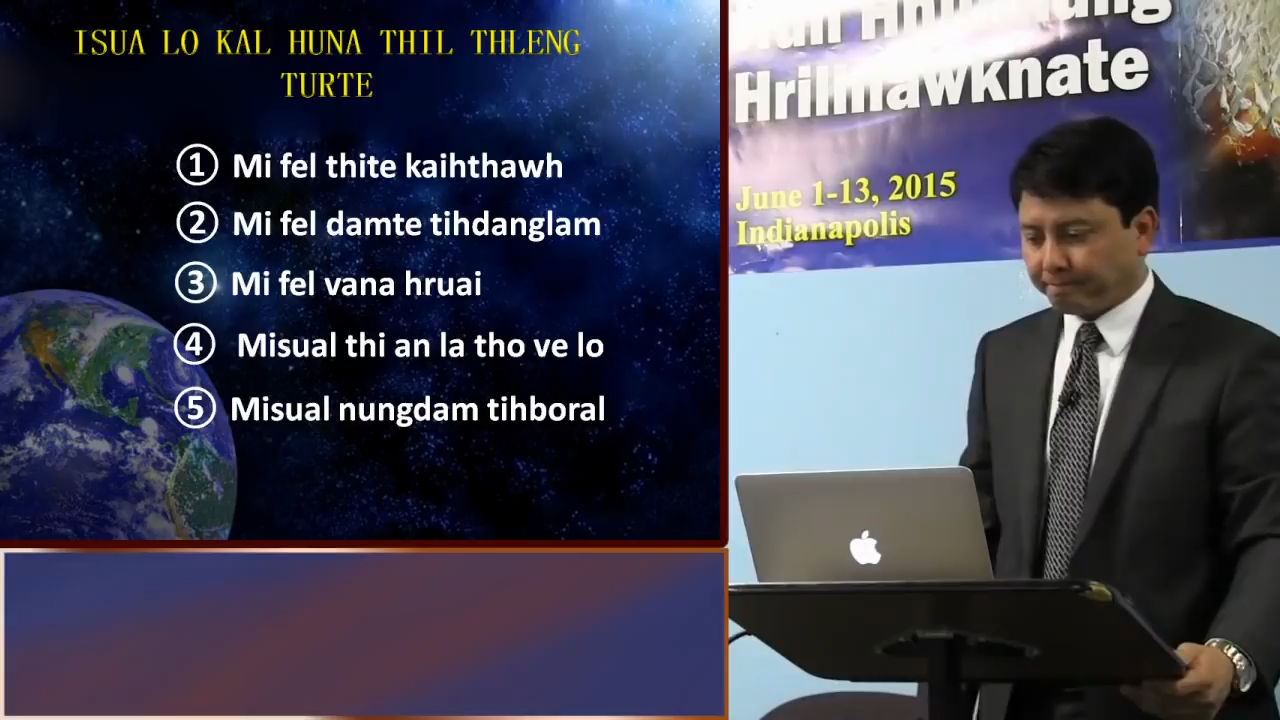 ISUA LO KAL HUNA THIL THLENG
TURTE
① Mi fel thite kaihthawh
② Mi fel damte tihdanglam
③ Mi fel vana hruai
④ Misual thi an la tho ve lo
⑤ Misual nungdam tihboral
Hrilhhawknate
June 1-13, 2015
Indianapolis